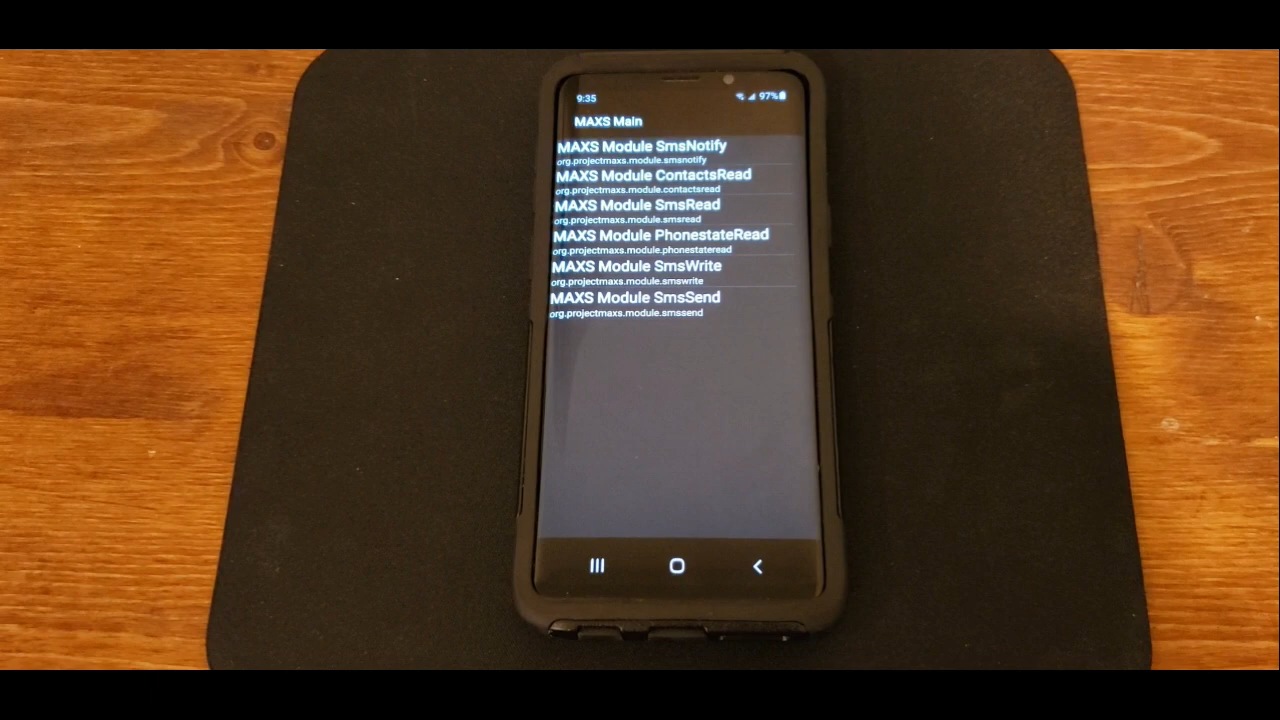 9:35 97%
MAXS Main
MAXS Module SmsNotify
org.projectmaxs.module.smsnotify
MAXS Module ContactsRead
org.projectmaxs.module.contactsread
MAXS Module SmsRead
org.projectmaxs.module.smsread
MAXS Module PhonestateRead
org.projectmaxs.module.phonestateread
MAXS Module SmsWrite
org.projectmaxs.module.smswrite
MAXS Module SmsSend
org.projectmaxs.module.smssend